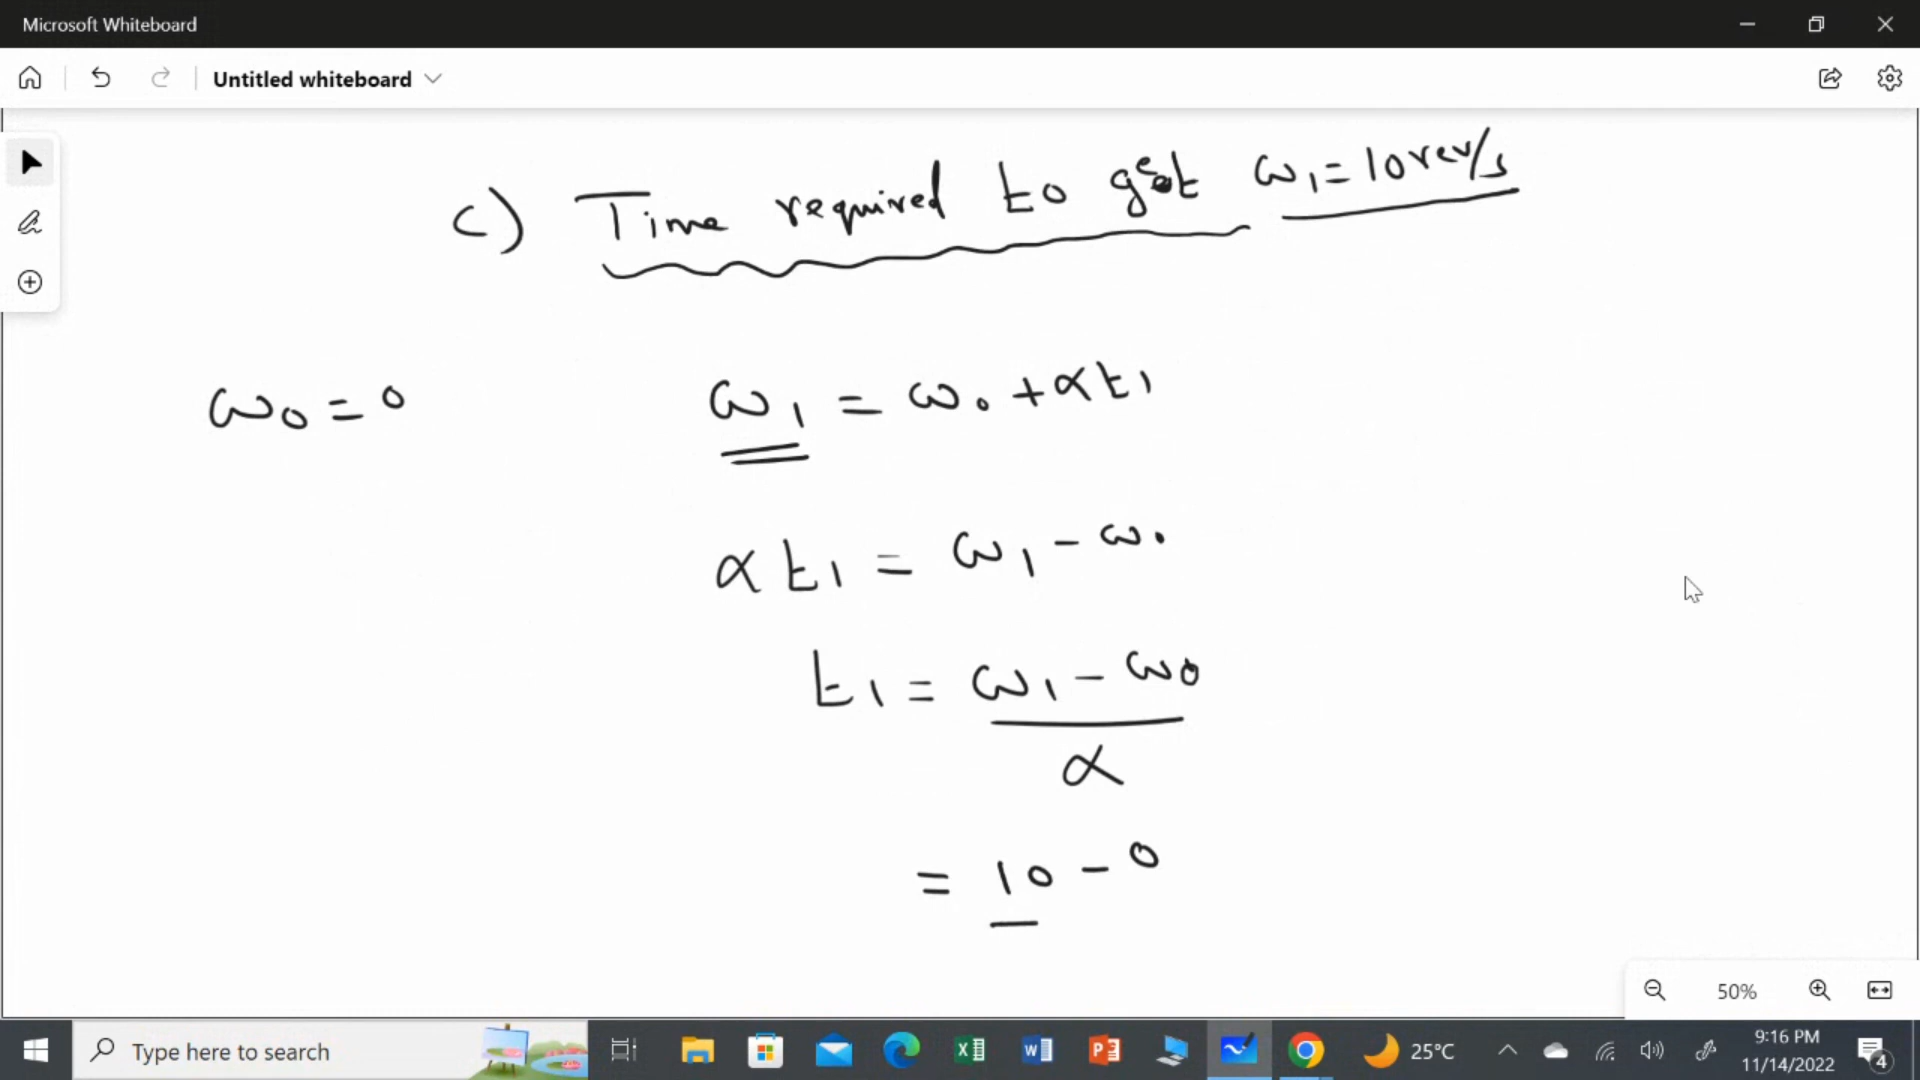 Microsoft Whiteboard
Untitled whiteboard
c) Time required to get ω₁ = 10 rev/s
ω₀ = 0
ω₁ = ω₀ + αt₁
αt₁ = ω₁ - ω₀
t₁ = ω₁ - ω₀
α
= 10 - 0
50%
Type here to search
25°C
9:16 PM
11/14/2022
4